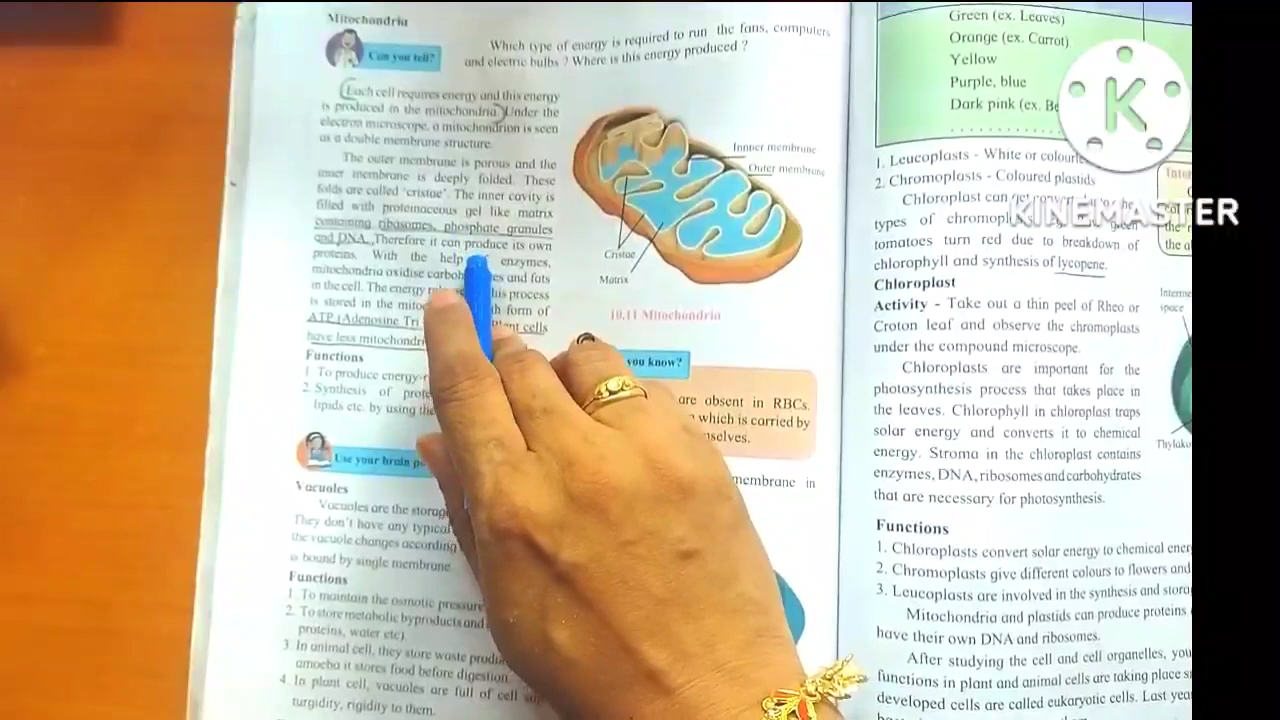 Mitochondria
Can you tell?
Which type of energy is required to run the fans, computers
and electric bulbs ? Where is this energy produced ?
Each cell requires energy and this energy
is produced in the mitochondria. Under the
electron microscope, a mitochondrion is seen
as a double membrane structure.
The outer membrane is porous and the
inner membrane is deeply folded. These
folds are called 'cristae'. The inner cavity is
filled with proteinaceous gel like matrix
containing ribosomes, phosphate granules
and DNA. Therefore it can produce its own
proteins. With the help enzymes,
mitochondria oxidise and fats
in the cell. The energy this process
is stored in the form of
ATP (Adenosine Tri cells
have less
Functions
1 To produce
2. Synthesis of
lipids etc. by using the
Innner membrane
Outer membrane
Cristae
Matrix
10.11 Mitochondria
you know?
are absent in RBCs.
which is carried by
membrane in
Use your brain
Vacuoles
Vacuoles are the
They don't have any typical
the vacuole changes according
is bound by single membrane.
Functions
1. To maintain the osmotic pressure
2. To store metabolic byproducts and
proteins, water etc).
3. In animal cell, they store waste
amoeba it stores food before digestion
4. In plant cell, vacuoles are full of cell
turgidity, rigidity to them.
Green (ex. Leaves)
Orange (ex. Carrot)
Yellow
Purple, blue
Dark pink (ex.
. . . . . . . . . . . . . . .
K
KINEMASTER
1. Leucoplasts - White or
2. Chromoplasts - Coloured plastids
Chloroplast can the
types of green
tomatoes turn red due to breakdown of
chlorophyll and synthesis of lycopene.
Chloroplast
Activity - Take out a thin peel of Rheo or
Croton leaf and observe the chromoplasts
under the compound microscope.
Chloroplasts are important for the
photosynthesis process that takes place in
the leaves. Chlorophyll in chloroplast traps
solar energy and converts it to chemical
energy. Stroma in the chloroplast contains
enzymes, DNA, ribosomes and carbohydrates
that are necessary for photosynthesis.
space
Functions
1. Chloroplasts convert solar energy to chemical
2. Chromoplasts give different colours to flowers and
3. Leucoplasts are involved in the synthesis and
Mitochondria and plastids can produce proteins
have their own DNA and ribosomes.
After studying the cell and cell organelles, you
functions in plant and animal cells are taking place
developed cells are called eukaryotic cells. Last